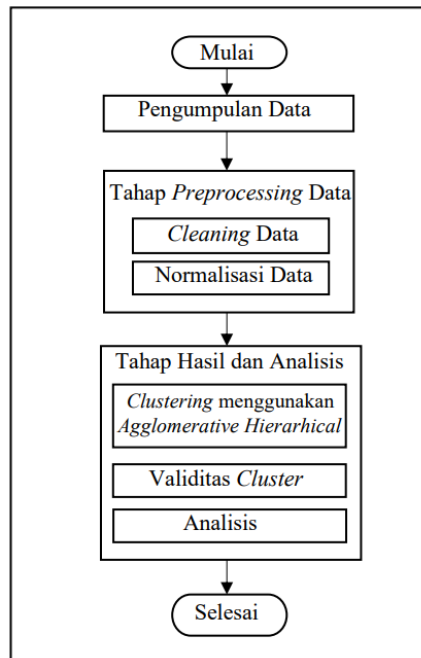 Mulai
Pengumpulan Data
Tahap Preprocessing Data
Cleaning Data
Normalisasi Data
Tahap Hasil dan Analisis
Clustering menggunakan
Agglomerative Hierarhical
Validitas Cluster
Analisis
Selesai